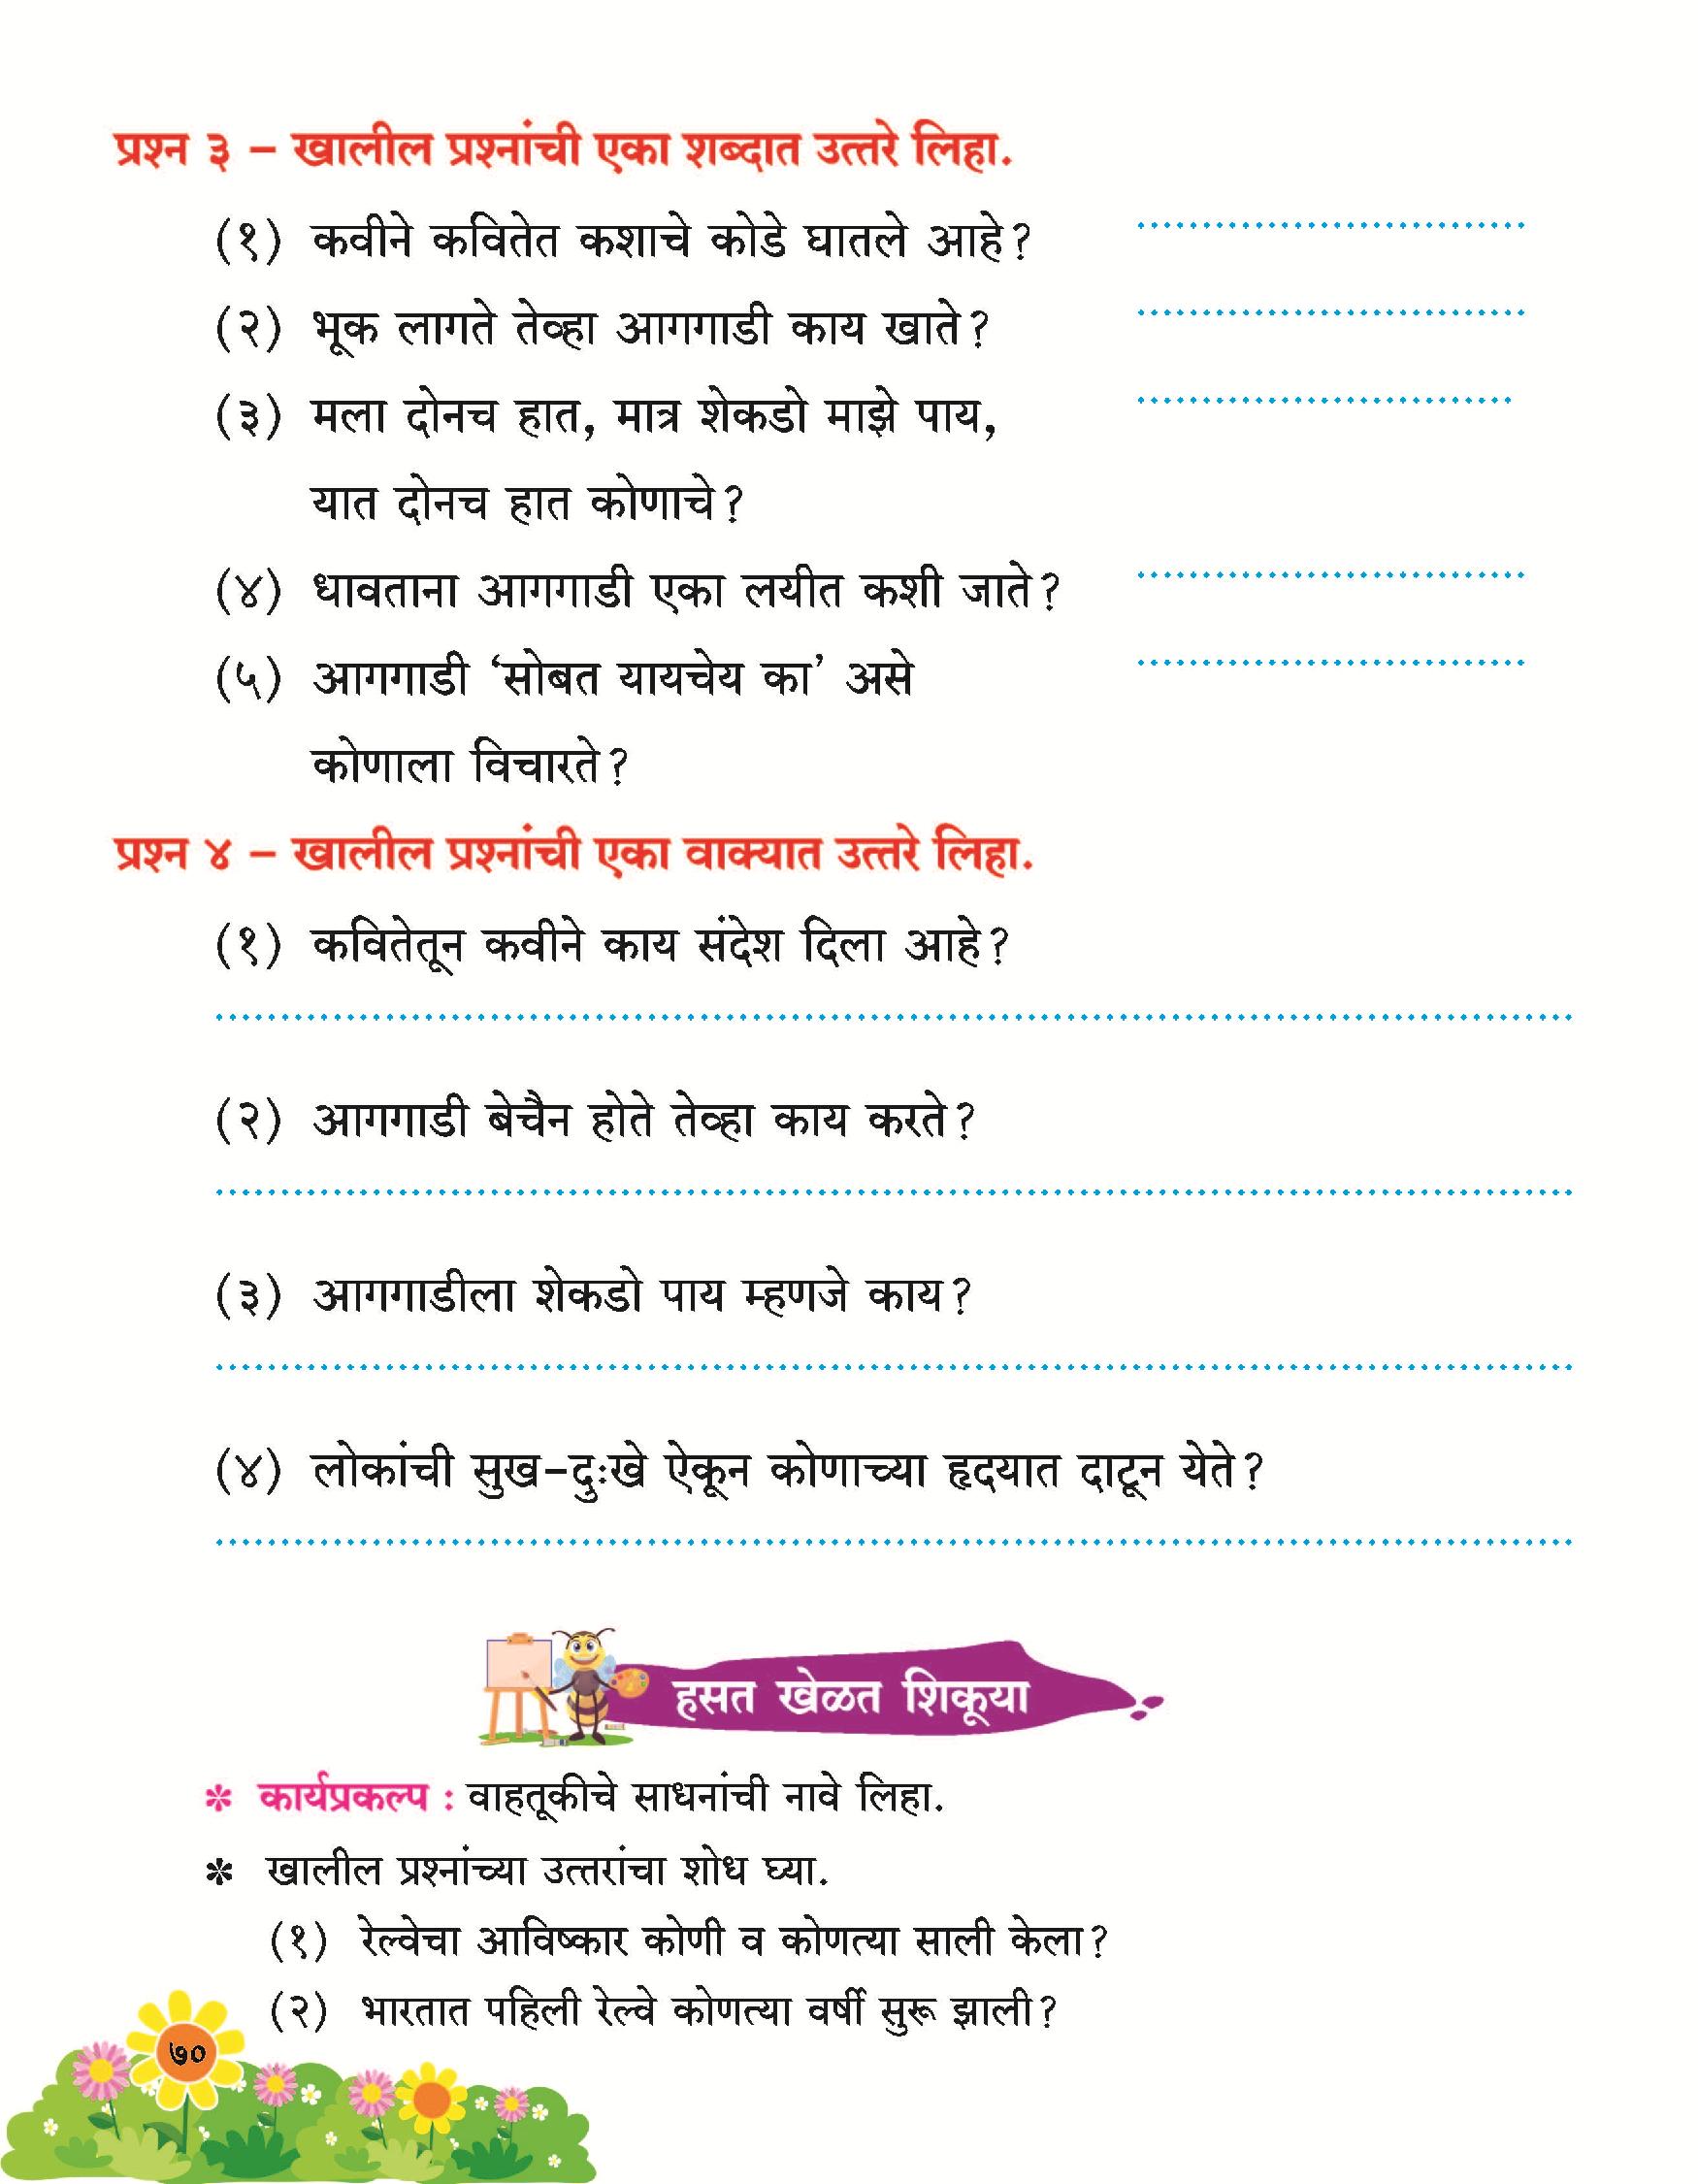 प्रश्न ३ – खालील प्रश्नांची एका शब्दात उत्तरे लिहा.
(१) कवीने कवितेत कशाचे कोडे घातले आहे?
(२) भूक लागते तेव्हा आगगाडी काय खाते?
(३) मला दोनच हात, मात्र शेकडो माझे पाय,
यात दोनच हात कोणाचे?
(४) धावताना आगगाडी एका लयीत कशी जाते?
(५) आगगाडी ‘सोबत यायचेय का’ असे
कोणाला विचारते?
प्रश्न ४ – खालील प्रश्नांची एका वाक्यात उत्तरे लिहा.
(१) कवितेतून कवीने काय संदेश दिला आहे?
(२) आगगाडी बेचैन होते तेव्हा काय करते?
(३) आगगाडीला शेकडो पाय म्हणजे काय?
(४) लोकांची सुख-दुःखे ऐकून कोणाच्या हृदयात दाटून येते?
हसत खेळत शिकूया
✽ कार्यप्रकल्प : वाहतूकीचे साधनांची नावे लिहा.
✽ खालील प्रश्नांच्या उत्तरांचा शोध घ्या.
(१) रेल्वेचा आविष्कार कोणी व कोणत्या साली केला?
(२) भारतात पहिली रेल्वे कोणत्या वर्षी सुरू झाली?
७०